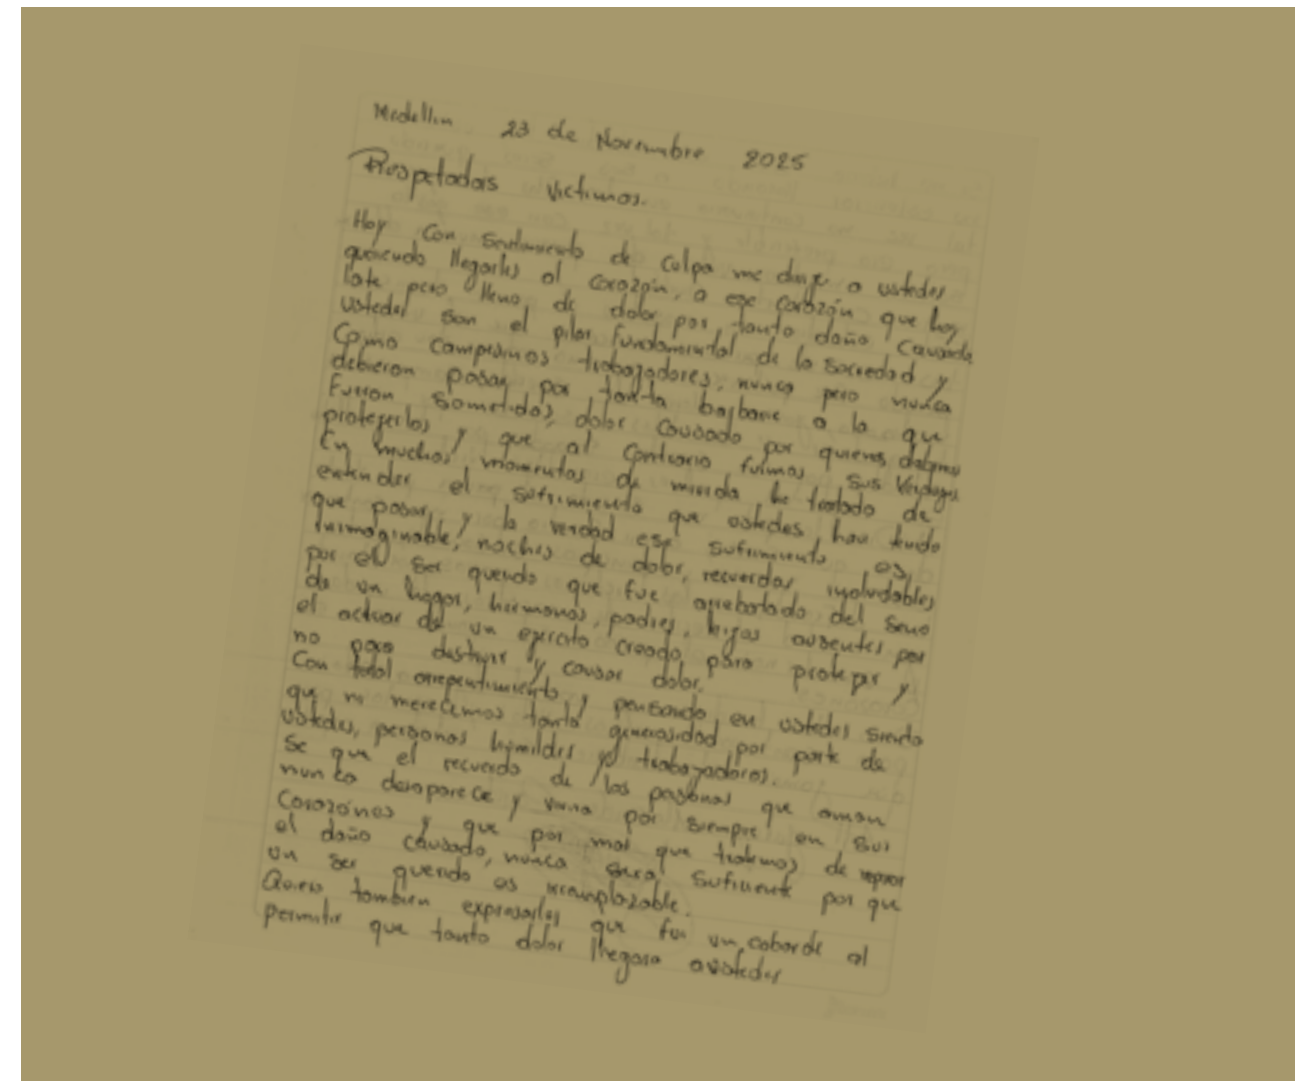 Medellin. 23 de Noviembre 2025
Respetadas victimas.
Hoy con sentimiento de culpa me dirijo a ustedes
queriendo llegarles al corazón, a ese corazón que hoy
late pero lleno de dolor por tanto daño causado
ustedes son el pilar fundamental de la sociedad y
Como campesinos trabajadores, nunca pero nunca
debieron pasar por tanta barbarie a la que
Fueron sometidos, dolor causado por quienes debimos
protegerlos y que al contrario fuimos sus verdugos
En muchos momentos de mi vida he tratado de
entender el sufrimiento que ustedes han tenido
que pasar, y la verdad ese sufrimiento es
inimaginable, noches de dolor, recuerdos inolvidables
por el ser querido que fue arrebatado del seno
de un hogar, hermanos, padres, hijos ausentes por
el actuar de un ejercito creado para proteger y
no para destruir y causar dolor.
Con total arrepentimiento y pensando en ustedes siento
que no merecemos tanta generosidad por parte de
ustedes, personas humildes y trabajadoras.
Se que el recuerdo de las personas que aman
nunca desaparece y vivira por siempre en sus
Corazónes y que por mas que tratemos de reparar
el daño causado, nunca sera suficiente por que
un ser querido es irremplazable.
Quiero tambien expresarles que fui un cobarde al
permitir que tanto dolor llegara a ustedes